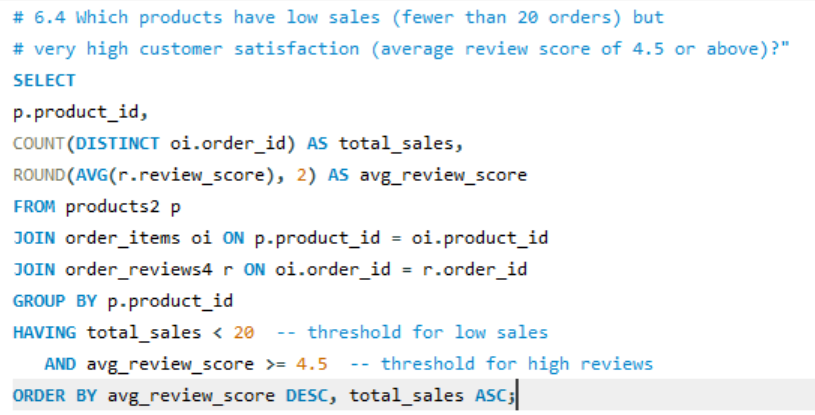 # 6.4 Which products have low sales (fewer than 20 orders) but
# very high customer satisfaction (average review score of 4.5 or above)?"
SELECT
p.product_id,
COUNT(DISTINCT oi.order_id) AS total_sales,
ROUND(AVG(r.review_score), 2) AS avg_review_score
FROM products2 p
JOIN order_items oi ON p.product_id = oi.product_id
JOIN order_reviews4 r ON oi.order_id = r.order_id
GROUP BY p.product_id
HAVING total_sales < 20  -- threshold for low sales
   AND avg_review_score >= 4.5  -- threshold for high reviews
ORDER BY avg_review_score DESC, total_sales ASC;